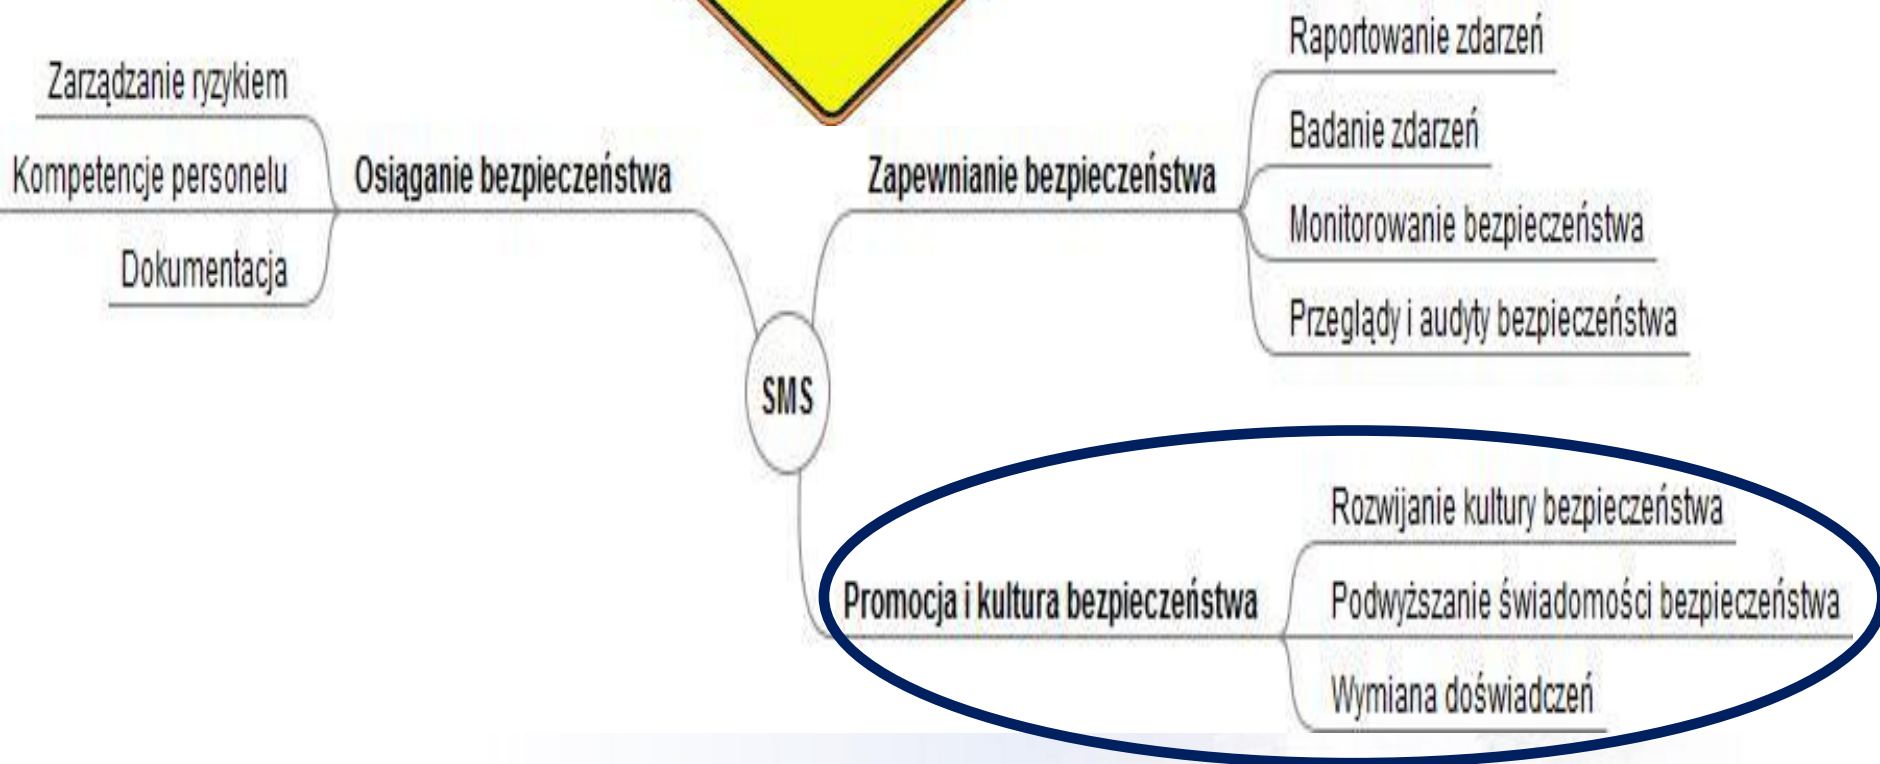 Zarządzanie ryzykiem
Kompetencje personelu
Dokumentacja
Osiąganie bezpieczeństwa
SMS
Zapewnianie bezpieczeństwa
Raportowanie zdarzeń
Badanie zdarzeń
Monitorowanie bezpieczeństwa
Przeglądy i audyty bezpieczeństwa
Promocja i kultura bezpieczeństwa
Rozwijanie kultury bezpieczeństwa
Podwyższanie świadomości bezpieczeństwa
Wymiana doświadczeń